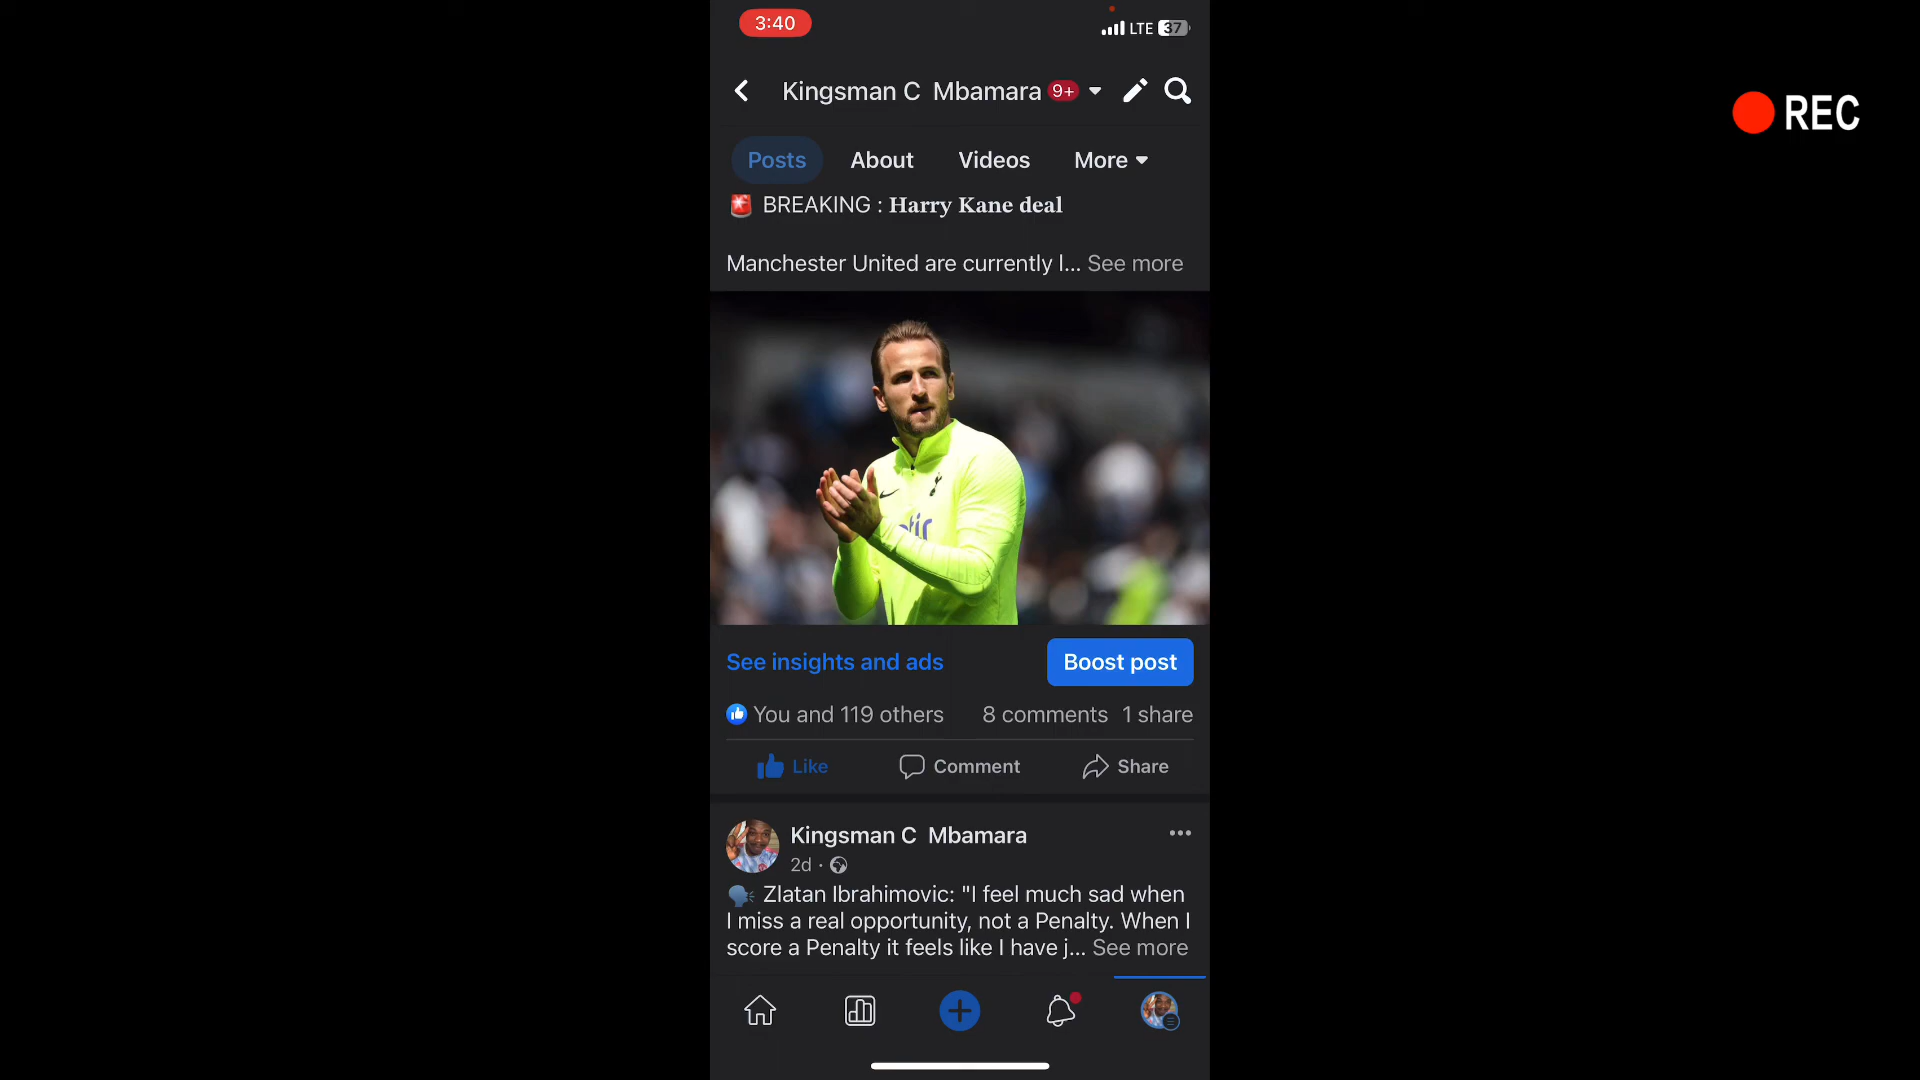 3:40
LTE 37
REC
Kingsman C Mbamara 9+
Posts About Videos More
BREAKING : Harry Kane deal
Manchester United are currently l... See more
See insights and ads Boost post
You and 119 others 8 comments 1 share
Like Comment Share
Kingsman C Mbamara
2d ·
Zlatan Ibrahimovic: "I feel much sad when
I miss a real opportunity, not a Penalty. When I
score a Penalty it feels like I have j... See more